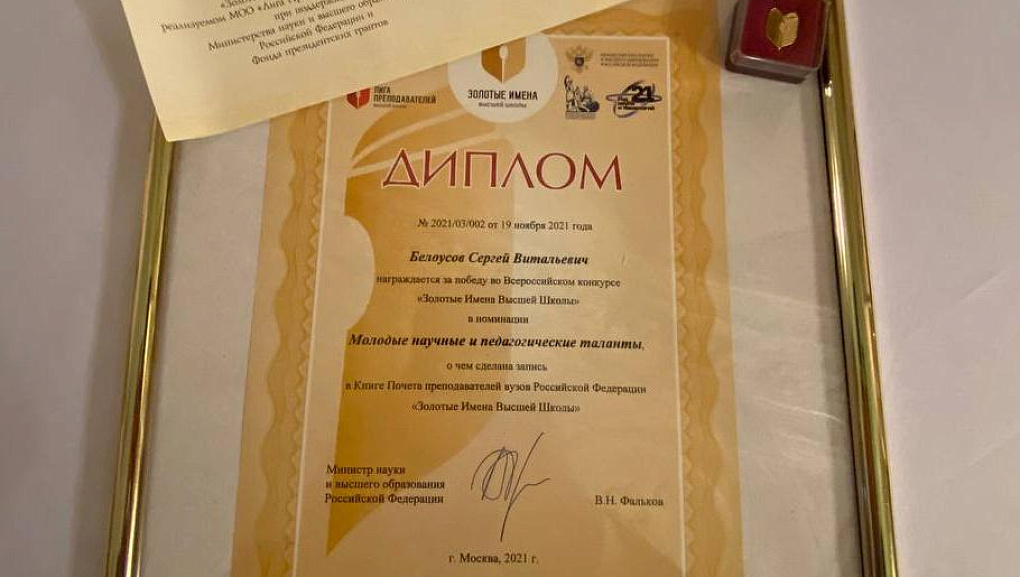 реализуемом МОО «Лига
при поддержке
Министерства науки и высшего
Российской Федерации и
Фонда президентских грантов
ЛИГА
ПРЕПОДАВАТЕЛЕЙ
ВЫСШЕЙ ШКОЛЫ
ЗОЛОТЫЕ ИМЕНА
ВЫСШЕЙ ШКОЛЫ
21
ДИПЛОМ
№ 2021/03/002 от 19 ноября 2021 года
Белоусов Сергей Витальевич
награждается за победу во Всероссийском конкурсе
«Золотые Имена Высшей Школы»
в номинации
Молодые научные и педагогические таланты,
о чем сделана запись
в Книге Почета преподавателей вузов Российской Федерации
«Золотые Имена Высшей Школы»
Министр науки
и высшего образования
Российской Федерации
В.Н. Фальков
г. Москва, 2021 г.